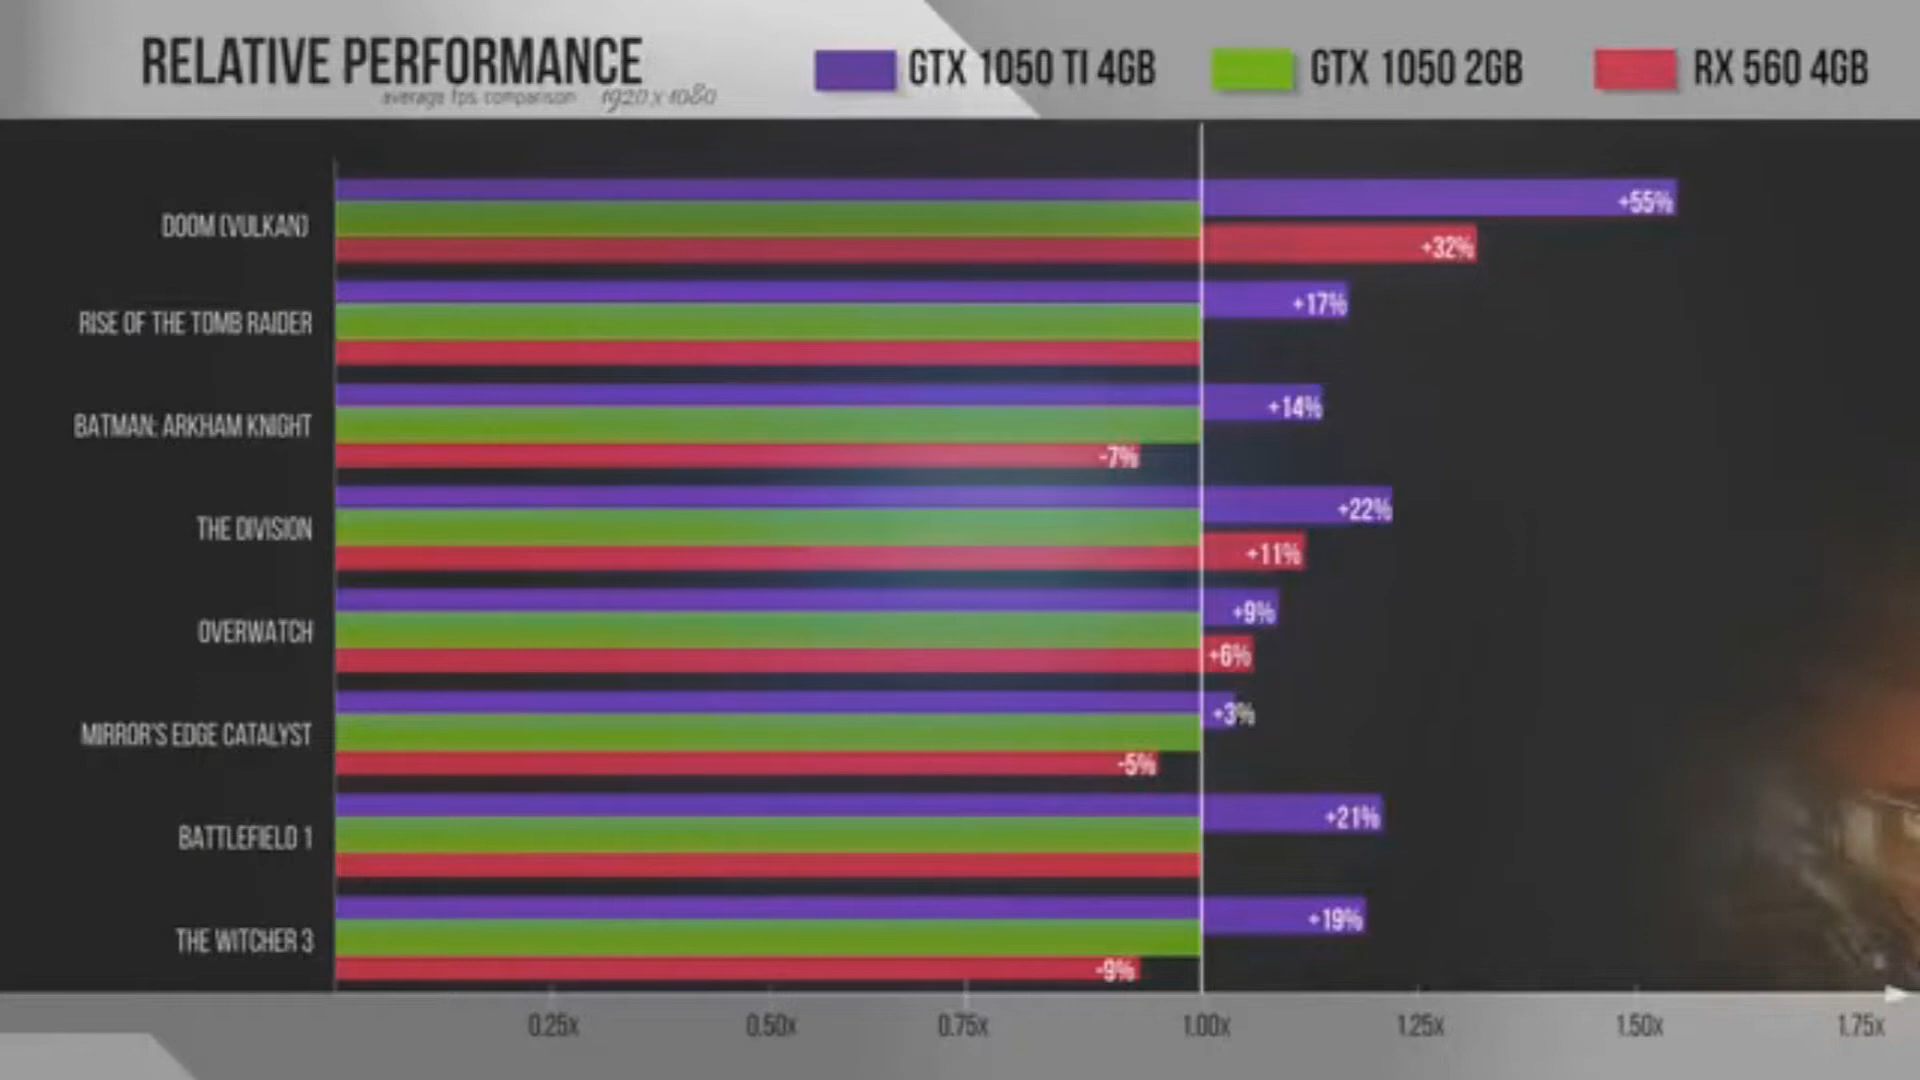 RELATIVE PERFORMANCE
average fps comparison 1920 x 1080
GTX 1050 TI 4GB
GTX 1050 2GB
RX 560 4GB
DOOM (VULKAN)
+55%
+32%
RISE OF THE TOMB RAIDER
+17%
BATMAN: ARKHAM KNIGHT
+14%
-7%
THE DIVISION
+22%
+11%
OVERWATCH
+9%
+6%
MIRROR'S EDGE CATALYST
+3%
-5%
BATTLEFIELD 1
+21%
THE WITCHER 3
+19%
-9%
0.25X 0.50X 0.75X 1.00X 1.25X 1.50X 1.75X